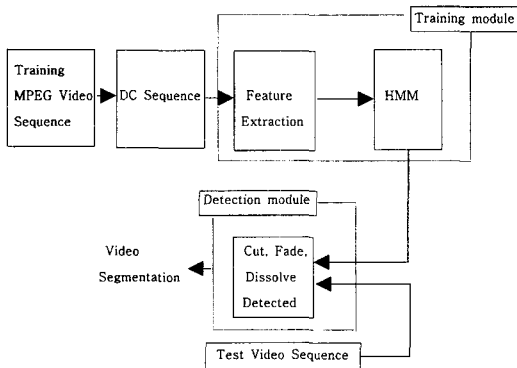 Training module
Training
MPEG Video
Sequence
DC Sequence
Feature
Extraction
HMM
Detection module
Video
Segmentation
Cut, Fade,
Dissolve
Detected
Test Video Sequence